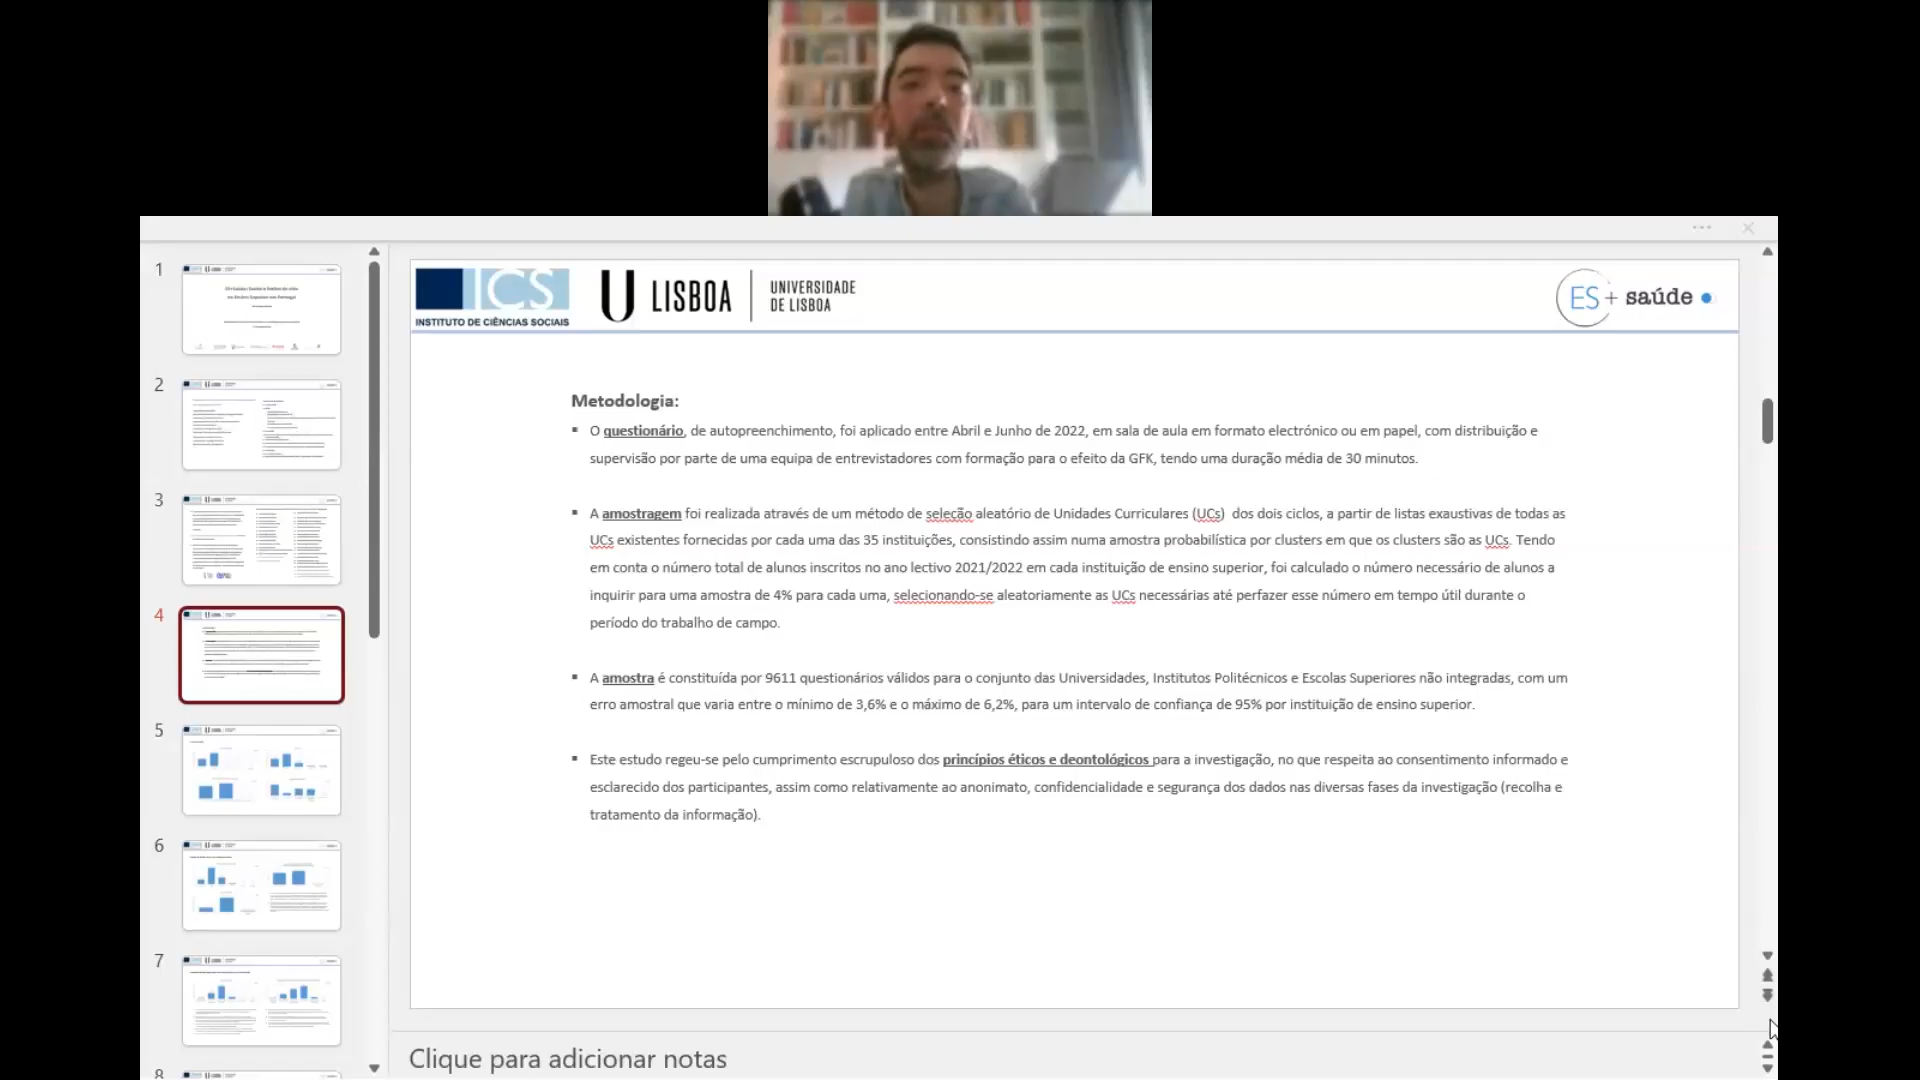 1
2
3
4
5
6
7
8
ICS
INSTITUTO DE CIÊNCIAS SOCIAIS
U LISBOA
UNIVERSIDADE
DE LISBOA
ES+ saúde
Metodologia:
▪ O questionário, de autopreenchimento, foi aplicado entre Abril e Junho de 2022, em sala de aula em formato electrónico ou em papel, com distribuição e
supervisão por parte de uma equipa de entrevistadores com formação para o efeito da GFK, tendo uma duração média de 30 minutos.
▪ A amostragem foi realizada através de um método de seleção aleatório de Unidades Curriculares (UCs) dos dois ciclos, a partir de listas exaustivas de todas as
UCs existentes fornecidas por cada uma das 35 instituições, consistindo assim numa amostra probabilística por clusters em que os clusters são as UCs. Tendo
em conta o número total de alunos inscritos no ano lectivo 2021/2022 em cada instituição de ensino superior, foi calculado o número necessário de alunos a
inquirir para uma amostra de 4% para cada uma, selecionando-se aleatoriamente as UCs necessárias até perfazer esse número em tempo útil durante o
período do trabalho de campo.
▪ A amostra é constituída por 9611 questionários válidos para o conjunto das Universidades, Institutos Politécnicos e Escolas Superiores não integradas, com um
erro amostral que varia entre o mínimo de 3,6% e o máximo de 6,2%, para um intervalo de confiança de 95% por instituição de ensino superior.
▪ Este estudo regeu-se pelo cumprimento escrupuloso dos princípios éticos e deontológicos para a investigação, no que respeita ao consentimento informado e
esclarecido dos participantes, assim como relativamente ao anonimato, confidencialidade e segurança dos dados nas diversas fases da investigação (recolha e
tratamento da informação).
Clique para adicionar notas